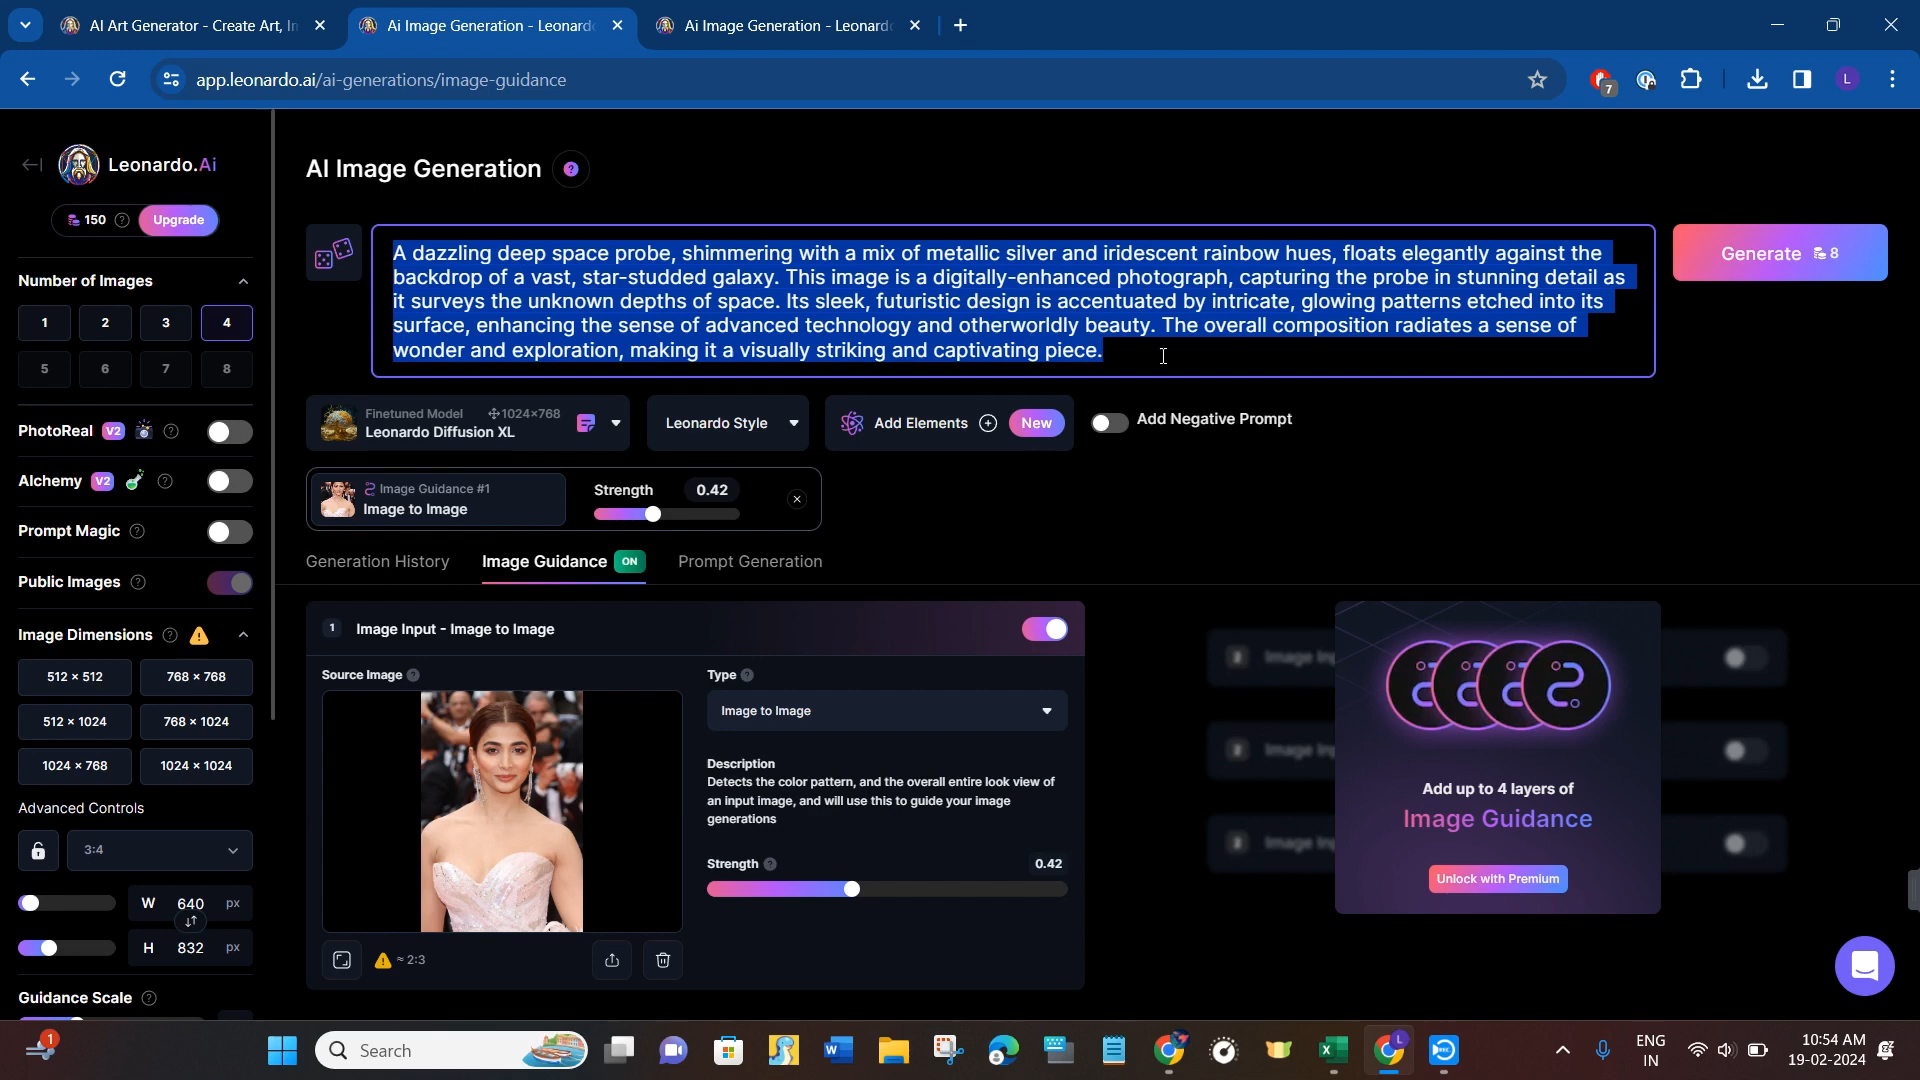 AI Art Generator - Create Art, Im
Ai Image Generation - Leonardo
Ai Image Generation - Leonardo
app.leonardo.ai/ai-generations/image-guidance
7
L
Leonardo.Ai
150
Upgrade
Number of Images
1 2 3 4
5 6 7 8
PhotoReal V2
Alchemy V2
Prompt Magic
Public Images
Image Dimensions
512 × 512 768 × 768
512 × 1024 768 × 1024
1024 × 768 1024 × 1024
Advanced Controls
3:4
W 640 px
H 832 px
Guidance Scale
AI Image Generation ?
A dazzling deep space probe, shimmering with a mix of metallic silver and iridescent rainbow hues, floats elegantly against the
backdrop of a vast, star-studded galaxy. This image is a digitally-enhanced photograph, capturing the probe in stunning detail as
it surveys the unknown depths of space. Its sleek, futuristic design is accentuated by intricate, glowing patterns etched into its
surface, enhancing the sense of advanced technology and otherworldly beauty. The overall composition radiates a sense of
wonder and exploration, making it a visually striking and captivating piece.
Generate 8
Finetuned Model 1024×768
Leonardo Diffusion XL
Leonardo Style
Add Elements New
Add Negative Prompt
Image Guidance #1
Image to Image
Strength 0.42
Generation History Image Guidance ON Prompt Generation
1 Image Input - Image to Image
Source Image
≈ 2:3
Type
Image to Image
Description
Detects the color pattern, and the overall entire look view of
an input image, and will use this to guide your image
generations
Strength 0.42
2 Image Inp
2 Image Inp
2 Image Inp
Add up to 4 layers of
Image Guidance
Unlock with Premium
1
Search
ENG
IN
10:54 AM
19-02-2024